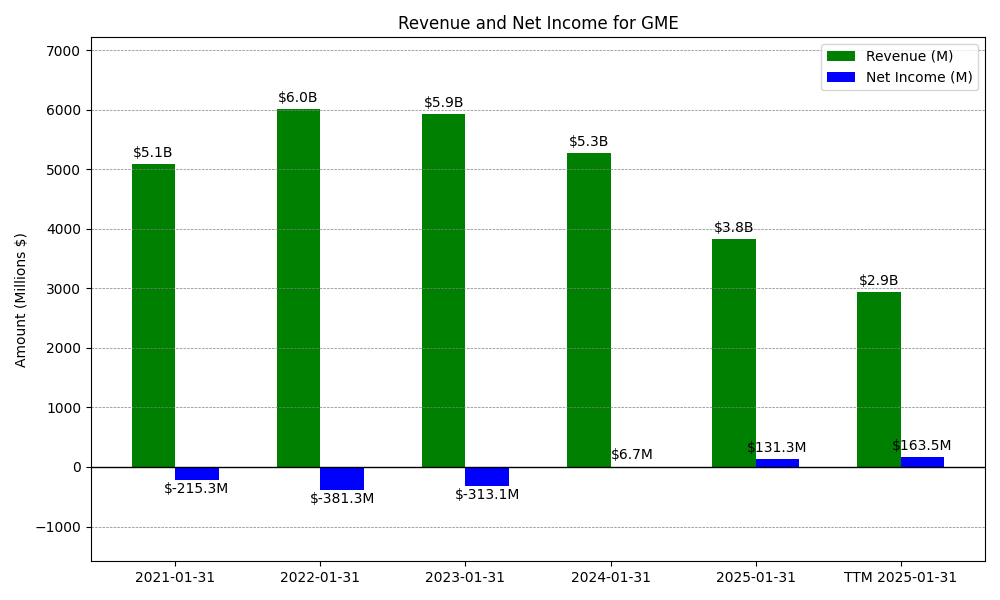 Revenue and Net Income for GME
Revenue (M)
Net Income (M)
Amount (Millions $)
7000
6000
5000
4000
3000
2000
1000
0
−1000
$5.1B
$6.0B
$5.9B
$5.3B
$3.8B
$2.9B
$-215.3M
$-381.3M
$-313.1M
$6.7M
$131.3M
$163.5M
2021-01-31
2022-01-31
2023-01-31
2024-01-31
2025-01-31
TTM 2025-01-31